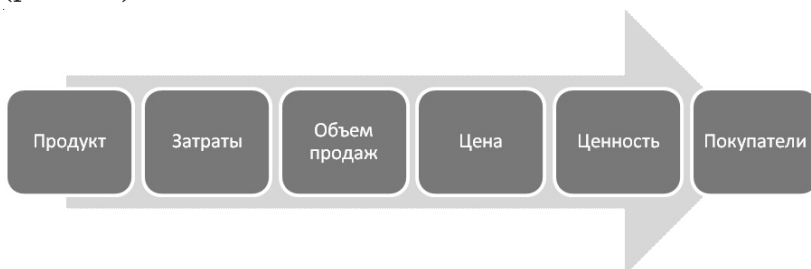 Продукт
Затраты
Объем
продаж
Цена
Ценность
Покупатели